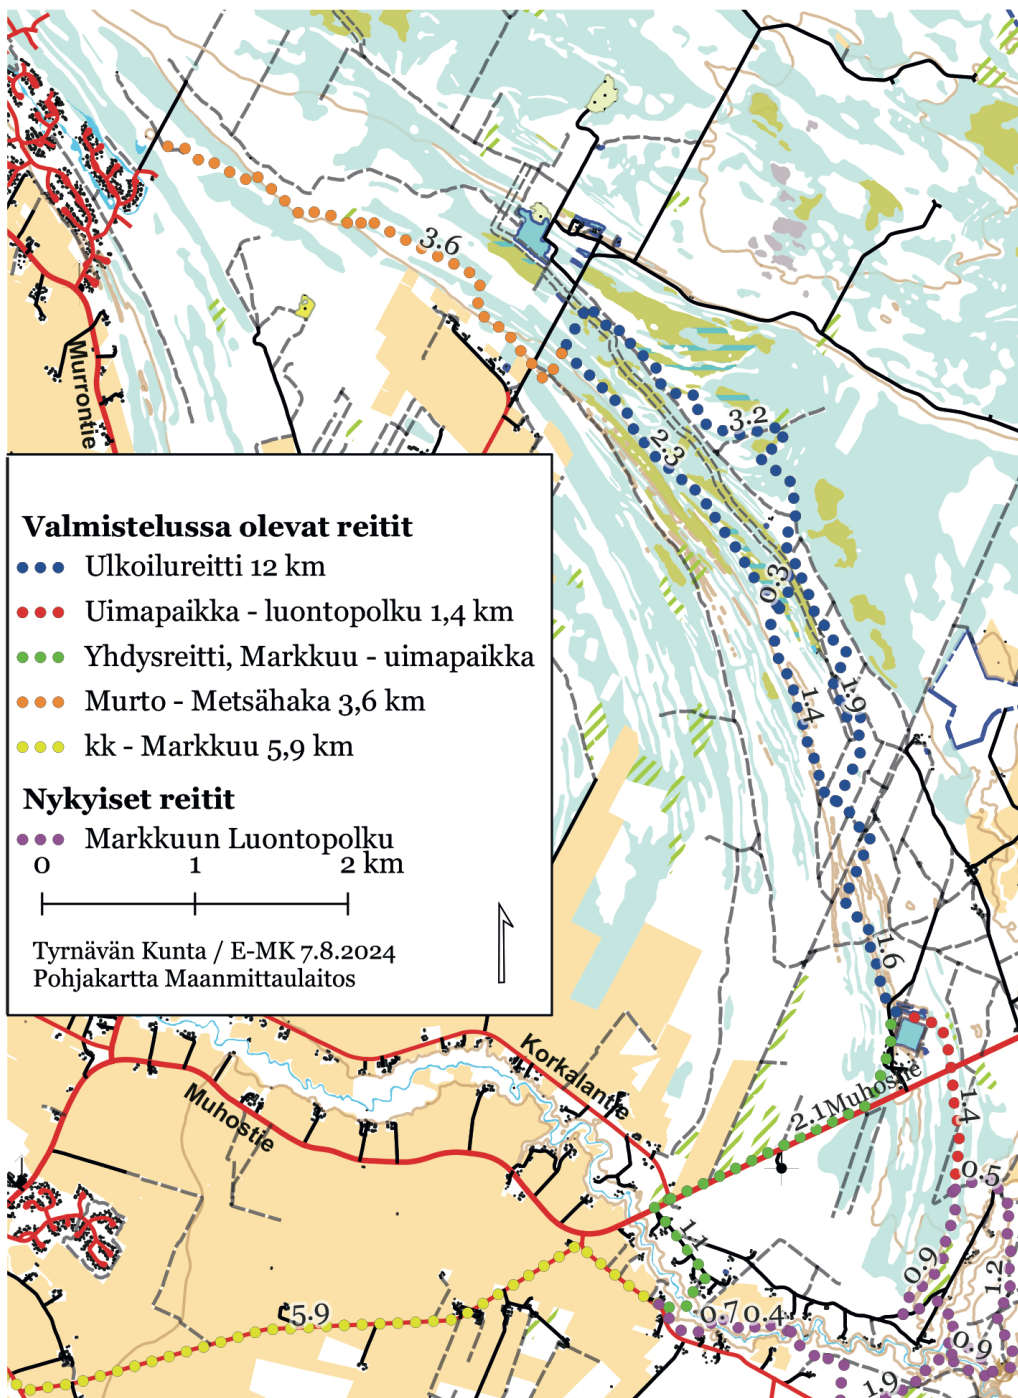 3.6
3.2
2.3
Murrontie
Valmistelussa olevat reitit
Ulkoilureitti 12 km
Uimapaikka - luontopolku 1,4 km
Yhdysreitti, Markkuu - uimapaikka
Murto - Metsähaka 3,6 km
kk - Markkuu 5,9 km
Nykyiset reitit
Markkuun Luontopolku
0 1 2 km
Tyrnävän Kunta / E-MK 7.8.2024
Pohjakartta Maanmittaulaitos
0.3
1.4
1.9
1.6
Korkalantie
Muhostie
2.1 Muhostie
1.4
0.5
1.1
0.9
1.2
0.7 0.4
5.9
0.9
1.9